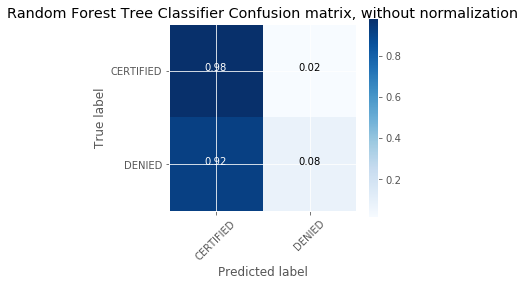 Random Forest Tree Classifier Confusion matrix, without normalization
CERTIFIED
DENIED
True label
0.98
0.02
0.92
0.08
CERTIFIED
DENIED
Predicted label
0.8
0.6
0.4
0.2